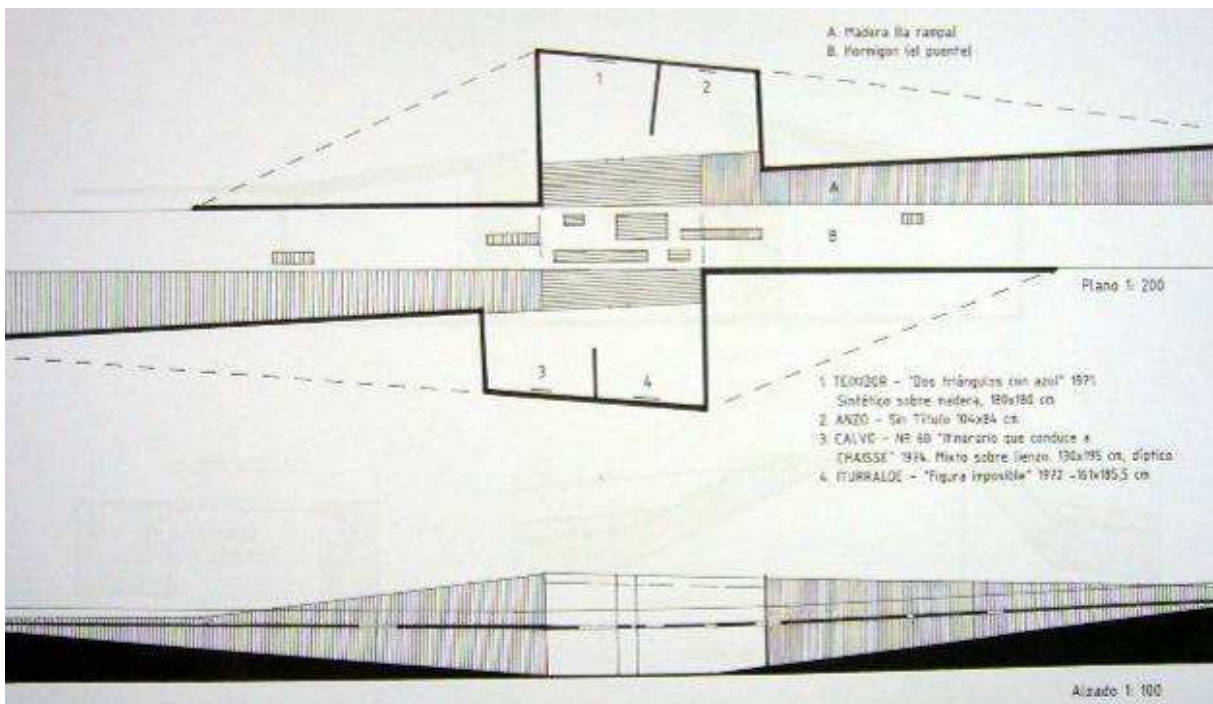 A. Madera (la rampa)
B. Hormigon (el puente)
1
2
A
B
Plano 1: 200
3
4
1. TEIXIDOR - "Dos triángulos con azul" 1971.
Sintético sobre madera, 180x180 cm
2. ANZO - Sin Título 104x84 cm
3. CALVO - Nº 60 "Itinerario que conduce a
CHAISSE" 1974. Mixto sobre lienzo. 130x195 cm, díptico
4. ITURRALDE - "Figura imposible" 1972 -161x185,5 cm
Alzado 1: 100